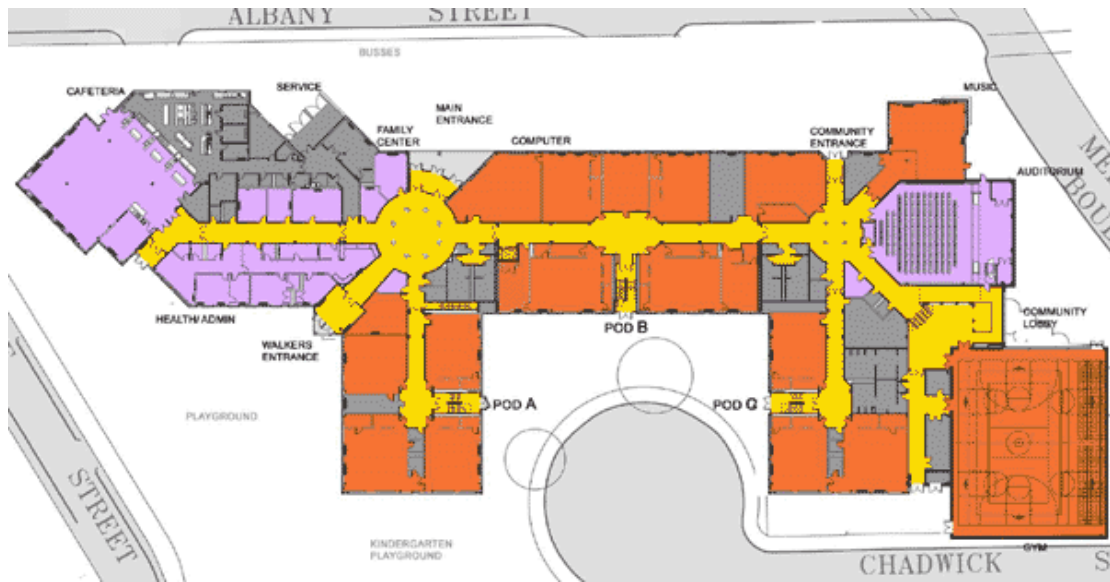 ALBANY STREET
BUSSES
CAFETERIA
SERVICE
MUSIC
MAIN
ENTRANCE
FAMILY
CENTER
COMPUTER
COMMUNITY
ENTRANCE
AUDITORIUM
HEALTH/ADMIN
COMMUNITY
LOBBY
POD B
WALKERS
ENTRANCE
POD A
POD C
PLAYGROUND
STREET
KINDERGARTEN
PLAYGROUND
GYM
CHADWICK S